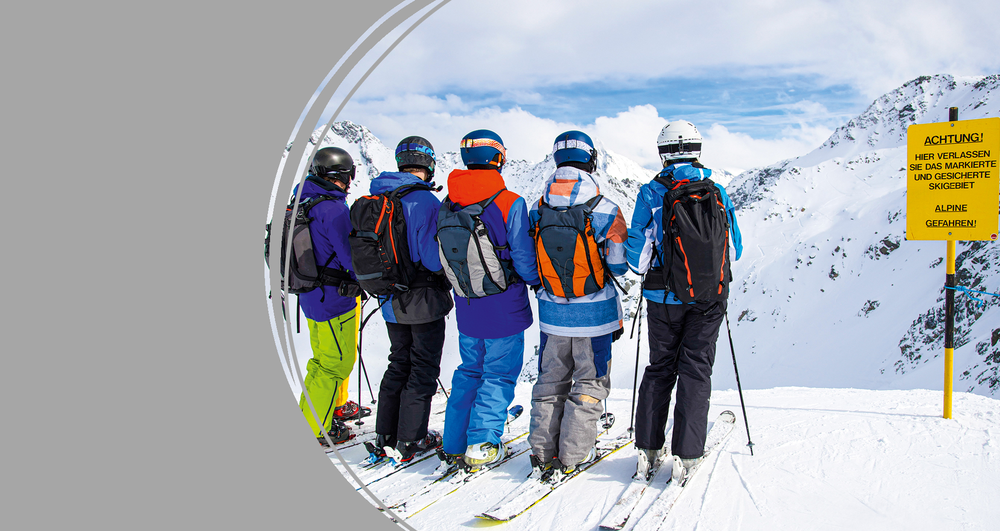 ACHTUNG!
HIER VERLASSEN
SIE DAS MARKIERTE
UND GESICHERTE
SKIGEBIET
ALPINE
GEFAHREN!